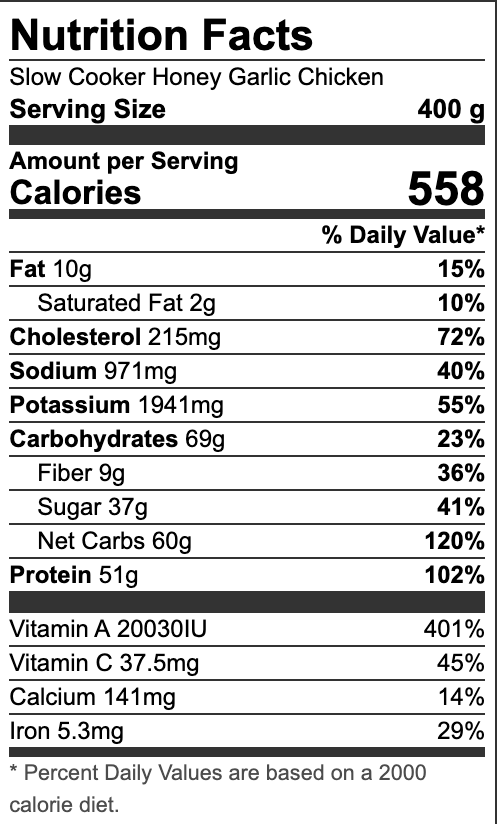 Nutrition Facts
Slow Cooker Honey Garlic Chicken
Serving Size 400 g
Amount per Serving
Calories 558
% Daily Value*
Fat 10g 15%
Saturated Fat 2g 10%
Cholesterol 215mg 72%
Sodium 971mg 40%
Potassium 1941mg 55%
Carbohydrates 69g 23%
Fiber 9g 36%
Sugar 37g 41%
Net Carbs 60g 120%
Protein 51g 102%
Vitamin A 20030IU 401%
Vitamin C 37.5mg 45%
Calcium 141mg 14%
Iron 5.3mg 29%
* Percent Daily Values are based on a 2000
calorie diet.